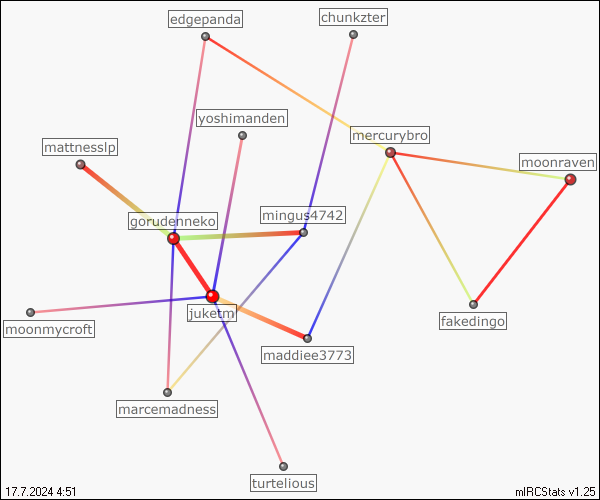 edgepanda
chunkzter
yoshimanden
mercurybro
mattnesslp
moonraven
gorudenneko
mingus4742
juketm
fakedingo
moonmycroft
maddiee3773
marcemadness
turtelious
17.7.2024 4:51
mIRCStats v1.25